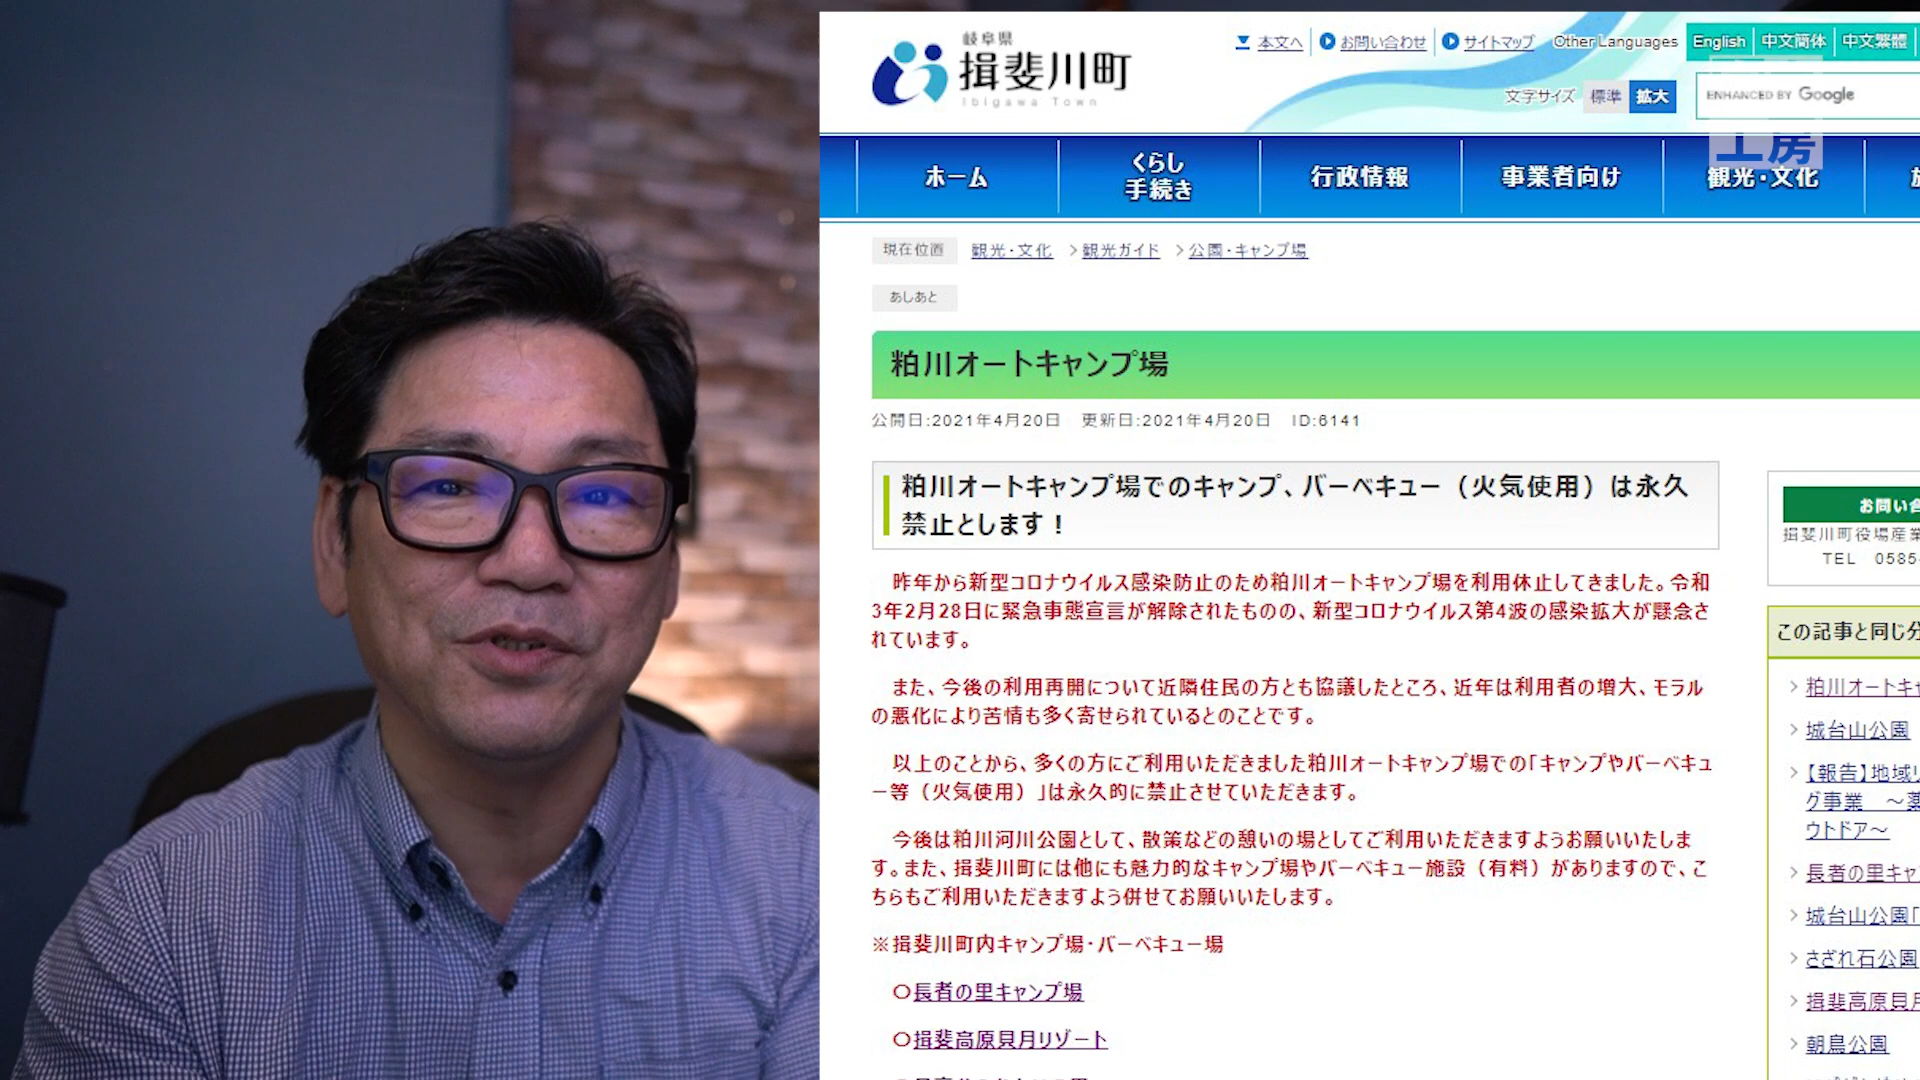 岐阜県
揖斐川町
Ibigawa Town
本文へ
お問い合わせ
サイトマップ
Other Languages
English
中文简体
中文繁體
文字サイズ
標準
拡大
ENHANCED BY Google
工房
ホーム
くらし
手続き
行政情報
事業者向け
観光・文化
現在位置
観光・文化
>観光ガイド
>公園・キャンプ場
あしあと
粕川オートキャンプ場
公開日:2021年4月20日 更新日:2021年4月20日 ID:6141
粕川オートキャンプ場でのキャンプ、バーベキュー（火気使用）は永久
禁止とします！
昨年から新型コロナウイルス感染防止のため粕川オートキャンプ場を利用休止してきました。令和
3年2月28日に緊急事態宣言が解除されたものの、新型コロナウイルス第4波の感染拡大が懸念さ
れています。
また、今後の利用再開について近隣住民の方とも協議したところ、近年は利用者の増大、モラル
の悪化により苦情も多く寄せられているとのことです。
以上のことから、多くの方にご利用いただきました粕川オートキャンプ場での「キャンプやバーベキュ
ー等（火気使用）」は永久的に禁止させていただきます。
今後は粕川河川公園として、散策などの憩いの場としてご利用いただきますようお願いいたしま
す。また、揖斐川町には他にも魅力的なキャンプ場やバーベキュー施設（有料）がありますので、こ
ちらもご利用いただきますよう併せてお願いいたします。
※揖斐川町内キャンプ場・バーベキュー場
〇長者の里キャンプ場
〇揖斐高原貝月リゾート
お問い合
揖斐川町役場産業
TEL 0585-
この記事と同じ分
粕川オートキャ
城台山公園
【報告】地域リ
グ事業 ～薬
ウトドア～
長者の里キャ
城台山公園「
さざれ石公園
揖斐高原貝月
朝鳥公園